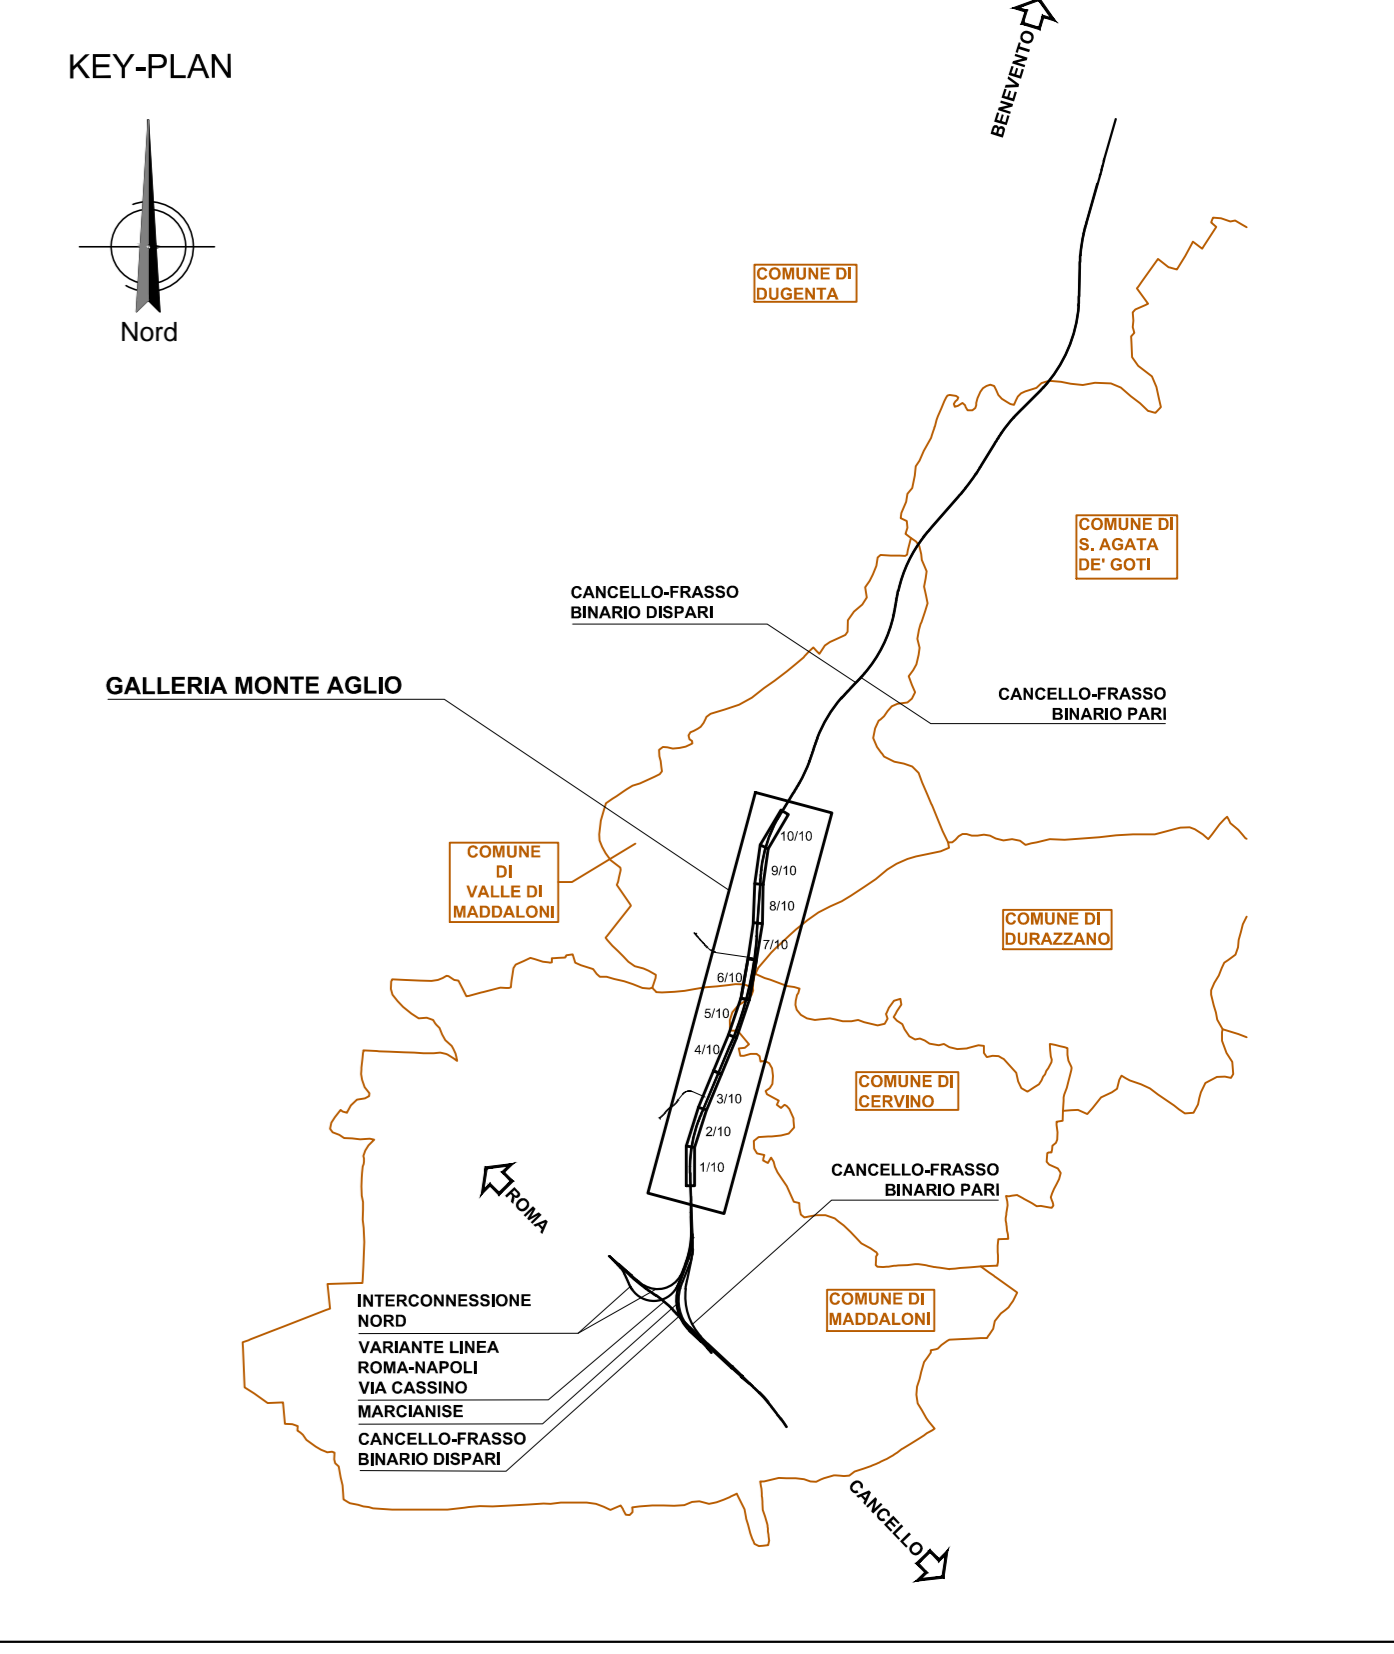 BENEVENTO
KEY-PLAN
Nord
COMUNE DI
DUGENTA
COMUNE DI
S. AGATA
DE' GOTI
CANCELLO-FRASSO
BINARIO DISPARI
GALLERIA MONTE AGLIO
CANCELLO-FRASSO
BINARIO PARI
10/10
COMUNE
DI
VALLE DI
MADDALONI
9/10
8/10
COMUNE DI
DURAZZANO
7/10
6/10
5/10
4/10
COMUNE DI
CERVINO
3/10
2/10
1/10
CANCELLO-FRASSO
BINARIO PARI
ROMA
INTERCONNESSIONE
NORD
COMUNE DI
MADDALONI
VARIANTE LINEA
ROMA-NAPOLI
VIA CASSINO
MARCIANISE
CANCELLO-FRASSO
BINARIO DISPARI
CANCELLO